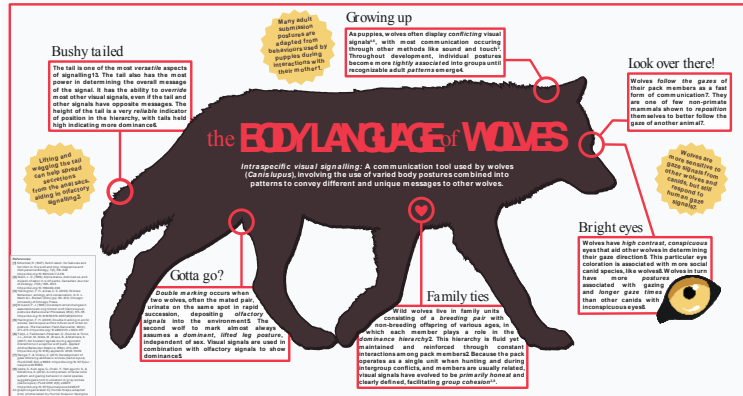 Growing up
As puppies, wolves often display conflicting visual
signals⁴,⁵, with most communication occuring
through other methods like sound and touch³.
Throughout development, individual postures
become more tightly associated into groups until
recognizable adult patterns emerge4.
Many adult
submission
postures are
adapted from
behaviours used by
puppies during
interactions with
their mother1.
Bushy tailed
The tail is one of the most versatile aspects
of signalling13. The tail also has the most
power in determining the overall message
of the signal. It has the ability to override
most other visual signals, even if the tail and
other signals have opposite messages. The
height of the tail is a very reliable indicator
of position in the hierarchy, with tails held
high indicating more dominance6.
Look over there!
Wolves follow the gazes of
their pack members as a fast
form of communication7. They
are one of few non-primate
mammals shown to reposition
themselves to better follow the
gaze of another animal7.
the BODY LANGUAGE of WOLVES
Intraspecific visual signalling: A communication tool used by wolves
(Canis lupus), involving the use of varied body postures combined into
patterns to convey different and unique messages to other wolves.
Lifting and
wagging the tail
can help spread
secretions
from the anal sacs,
aiding in olfactory
signalling3.
Wolves are
more sensitive to
gaze signals from
other wolves and
canids, but still
respond to
human gaze
signals7.
Bright eyes
Wolves have high contrast, conspicuous
eyes that aid other wolves in determining
their gaze direction8. This particular eye
coloration is associated with more social
canid species, like wolves8. Wolves in turn
have more postures
associated with gazing
and longer gaze times
than other canids with
inconspicuous eyes8.
Gotta go?
Double marking occurs when
two wolves, often the mated pair,
urinate on the same spot in rapid
succession, depositing olfactory
signals into the environment5. The
second wolf to mark almost always
assumes a dominant, lifted leg posture,
independent of sex. Visual signals are used in
combination with olfactory signals to show
dominance5
Family ties
Wild wolves live in family units
consisting of a breeding pair with
non-breeding offspring of various ages, in
which each member plays a role in the
dominance hierarchy2. This hierarchy is fluid yet
maintained and reinforced through constant
interactions among pack members2. Because the pack
operates as a single unit when hunting and during
intergroup conflicts, and members are usually related,
visual signals have evolved to be primarily honest and
clearly defined, facilitating group cohesion³,⁴.
References